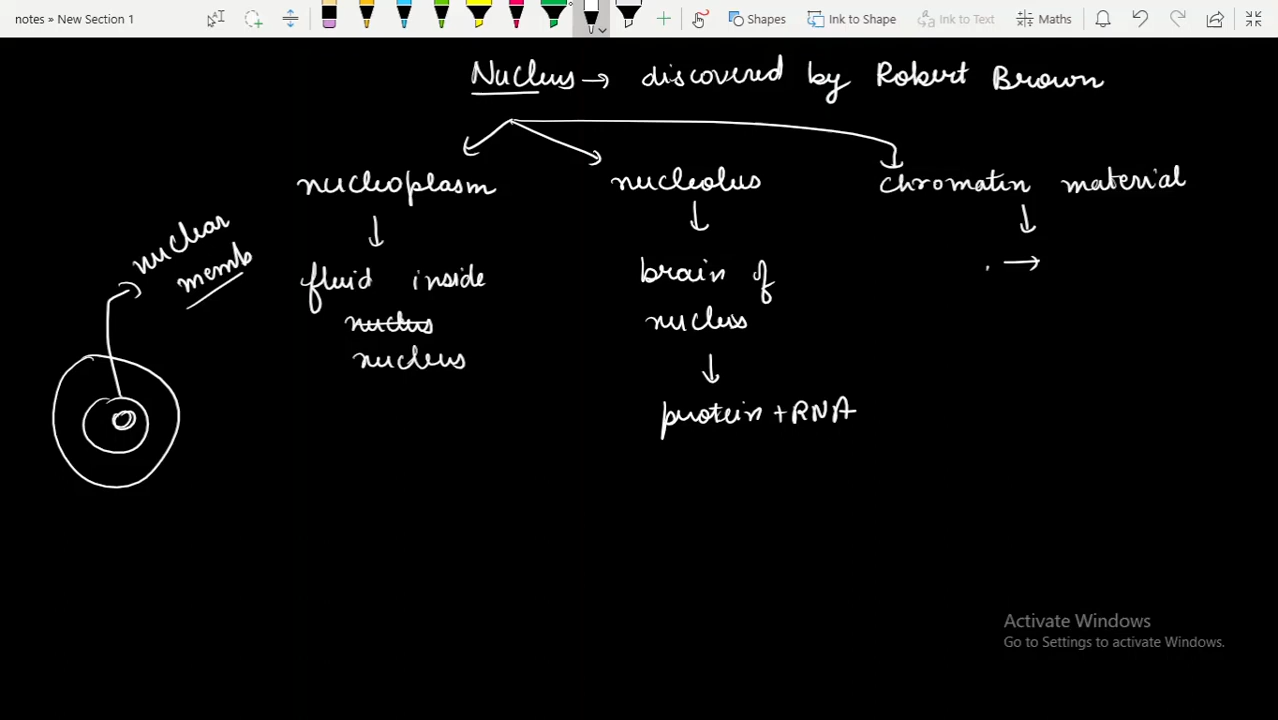 notes » New Section 1
Shapes
Ink to Shape
Ink to Text
Maths
Nucleus → discovered by Robert Brown
nucleoplasm
nucleolus
chromatin material
nuclear
memb
↓
fluid inside
nuclus
nucleus
↓
brain of
nucleus
↓
protein + RNA
↓
. →
Activate Windows
Go to Settings to activate Windows.